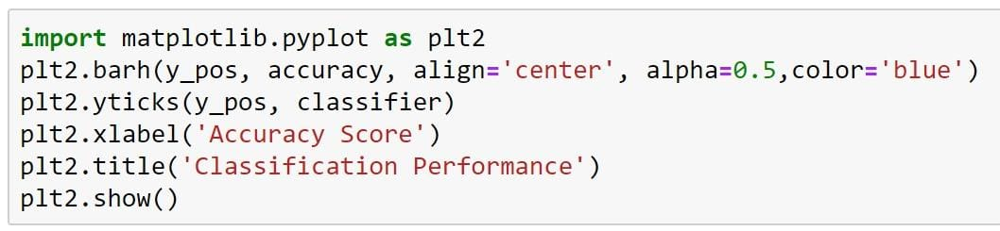 import matplotlib.pyplot as plt2
plt2.barh(y_pos, accuracy, align='center', alpha=0.5,color='blue')
plt2.yticks(y_pos, classifier)
plt2.xlabel('Accuracy Score')
plt2.title('Classification Performance')
plt2.show()